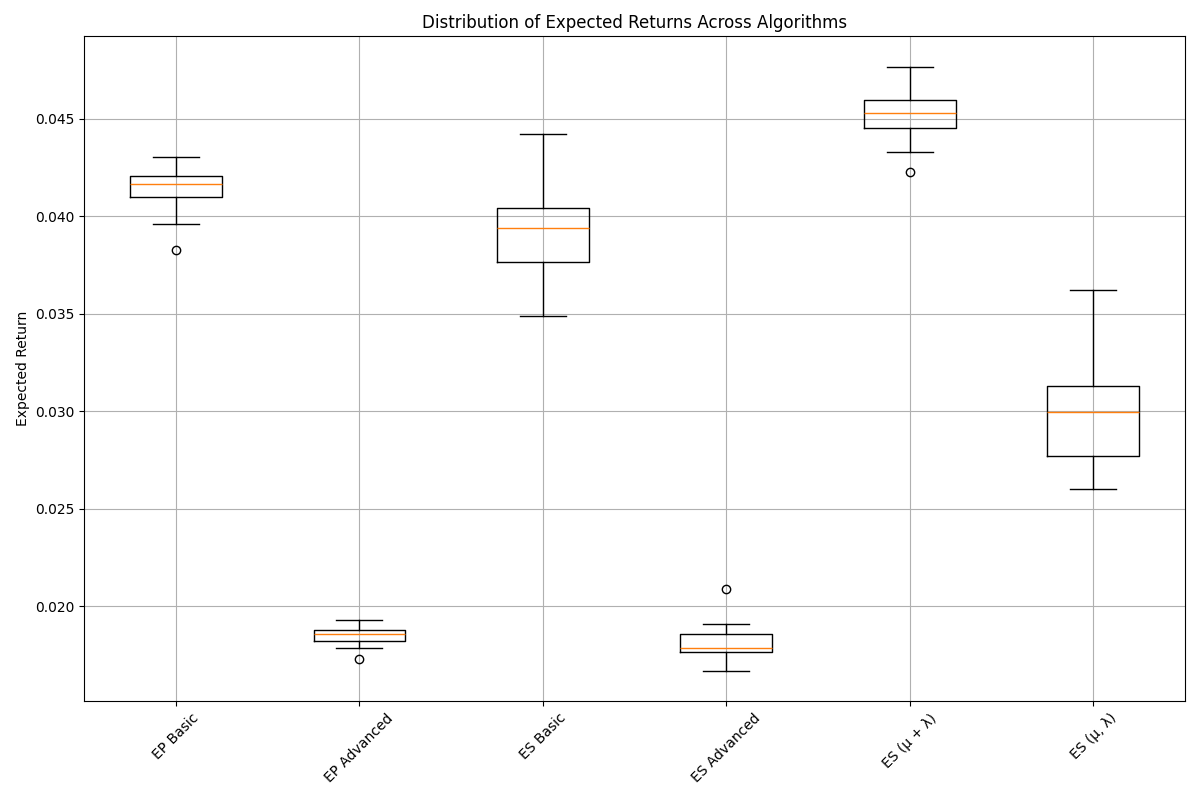 Distribution of Expected Returns Across Algorithms
Expected Return
0.045
0.040
0.035
0.030
0.025
0.020
EP Basic
EP Advanced
ES Basic
ES Advanced
ES (μ + λ)
ES (μ, λ)